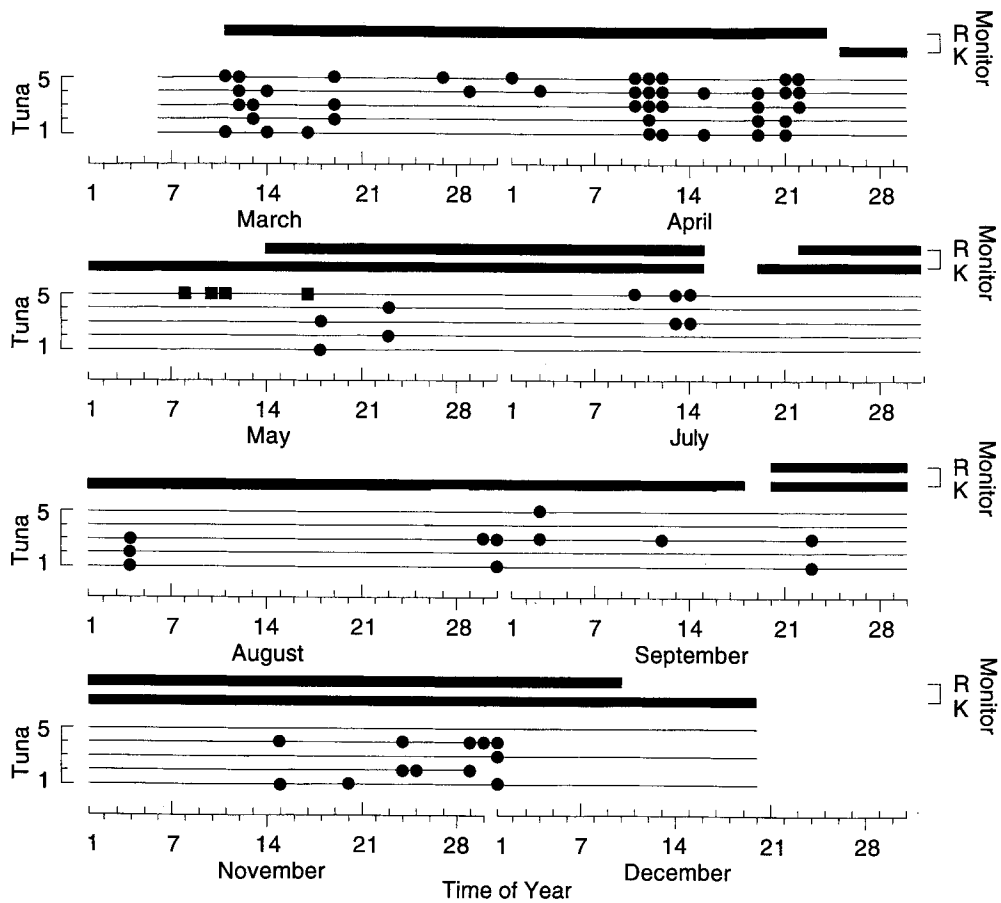 R
K
Monitor
Tuna
5
1
1 7 14 21 28 1 7 14 21 28
March April
R
K
Monitor
Tuna
5
1
1 7 14 21 1 7 14 28
May July
R
K
Monitor
Tuna
5
1
1 7 14 21 28 1 7 14 28
August September
R
K
Monitor
Tuna
5
1
1 7 14 21 28 1 7 14 21 28
November December
Time of Year